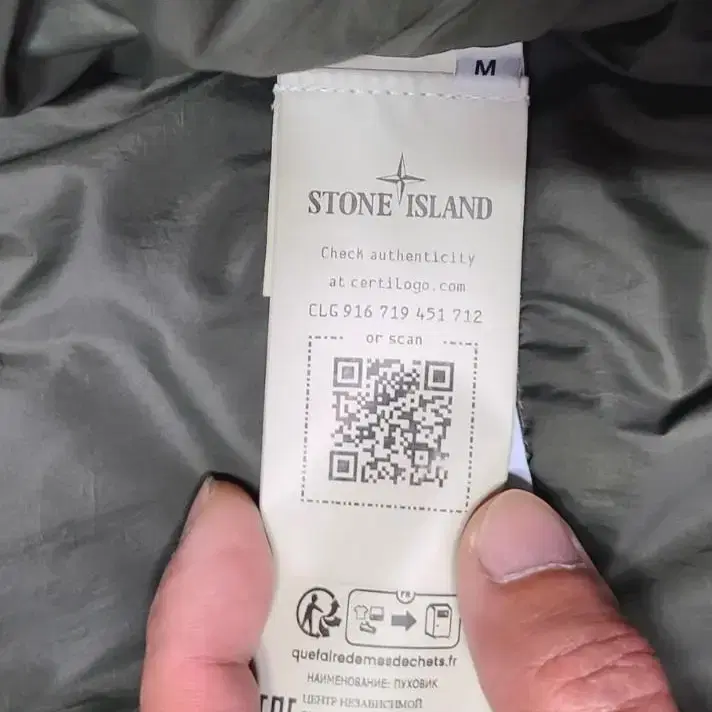 M
STONE ISLAND
Check authenticity
at certilogo.com
CLG 916 719 451 712
or scan
FR
quefairedemesdechets.fr
НАИМЕНОВАНИЕ: ПУХОВИК
ЦЕНТР НЕЗАВИСИМОЙ